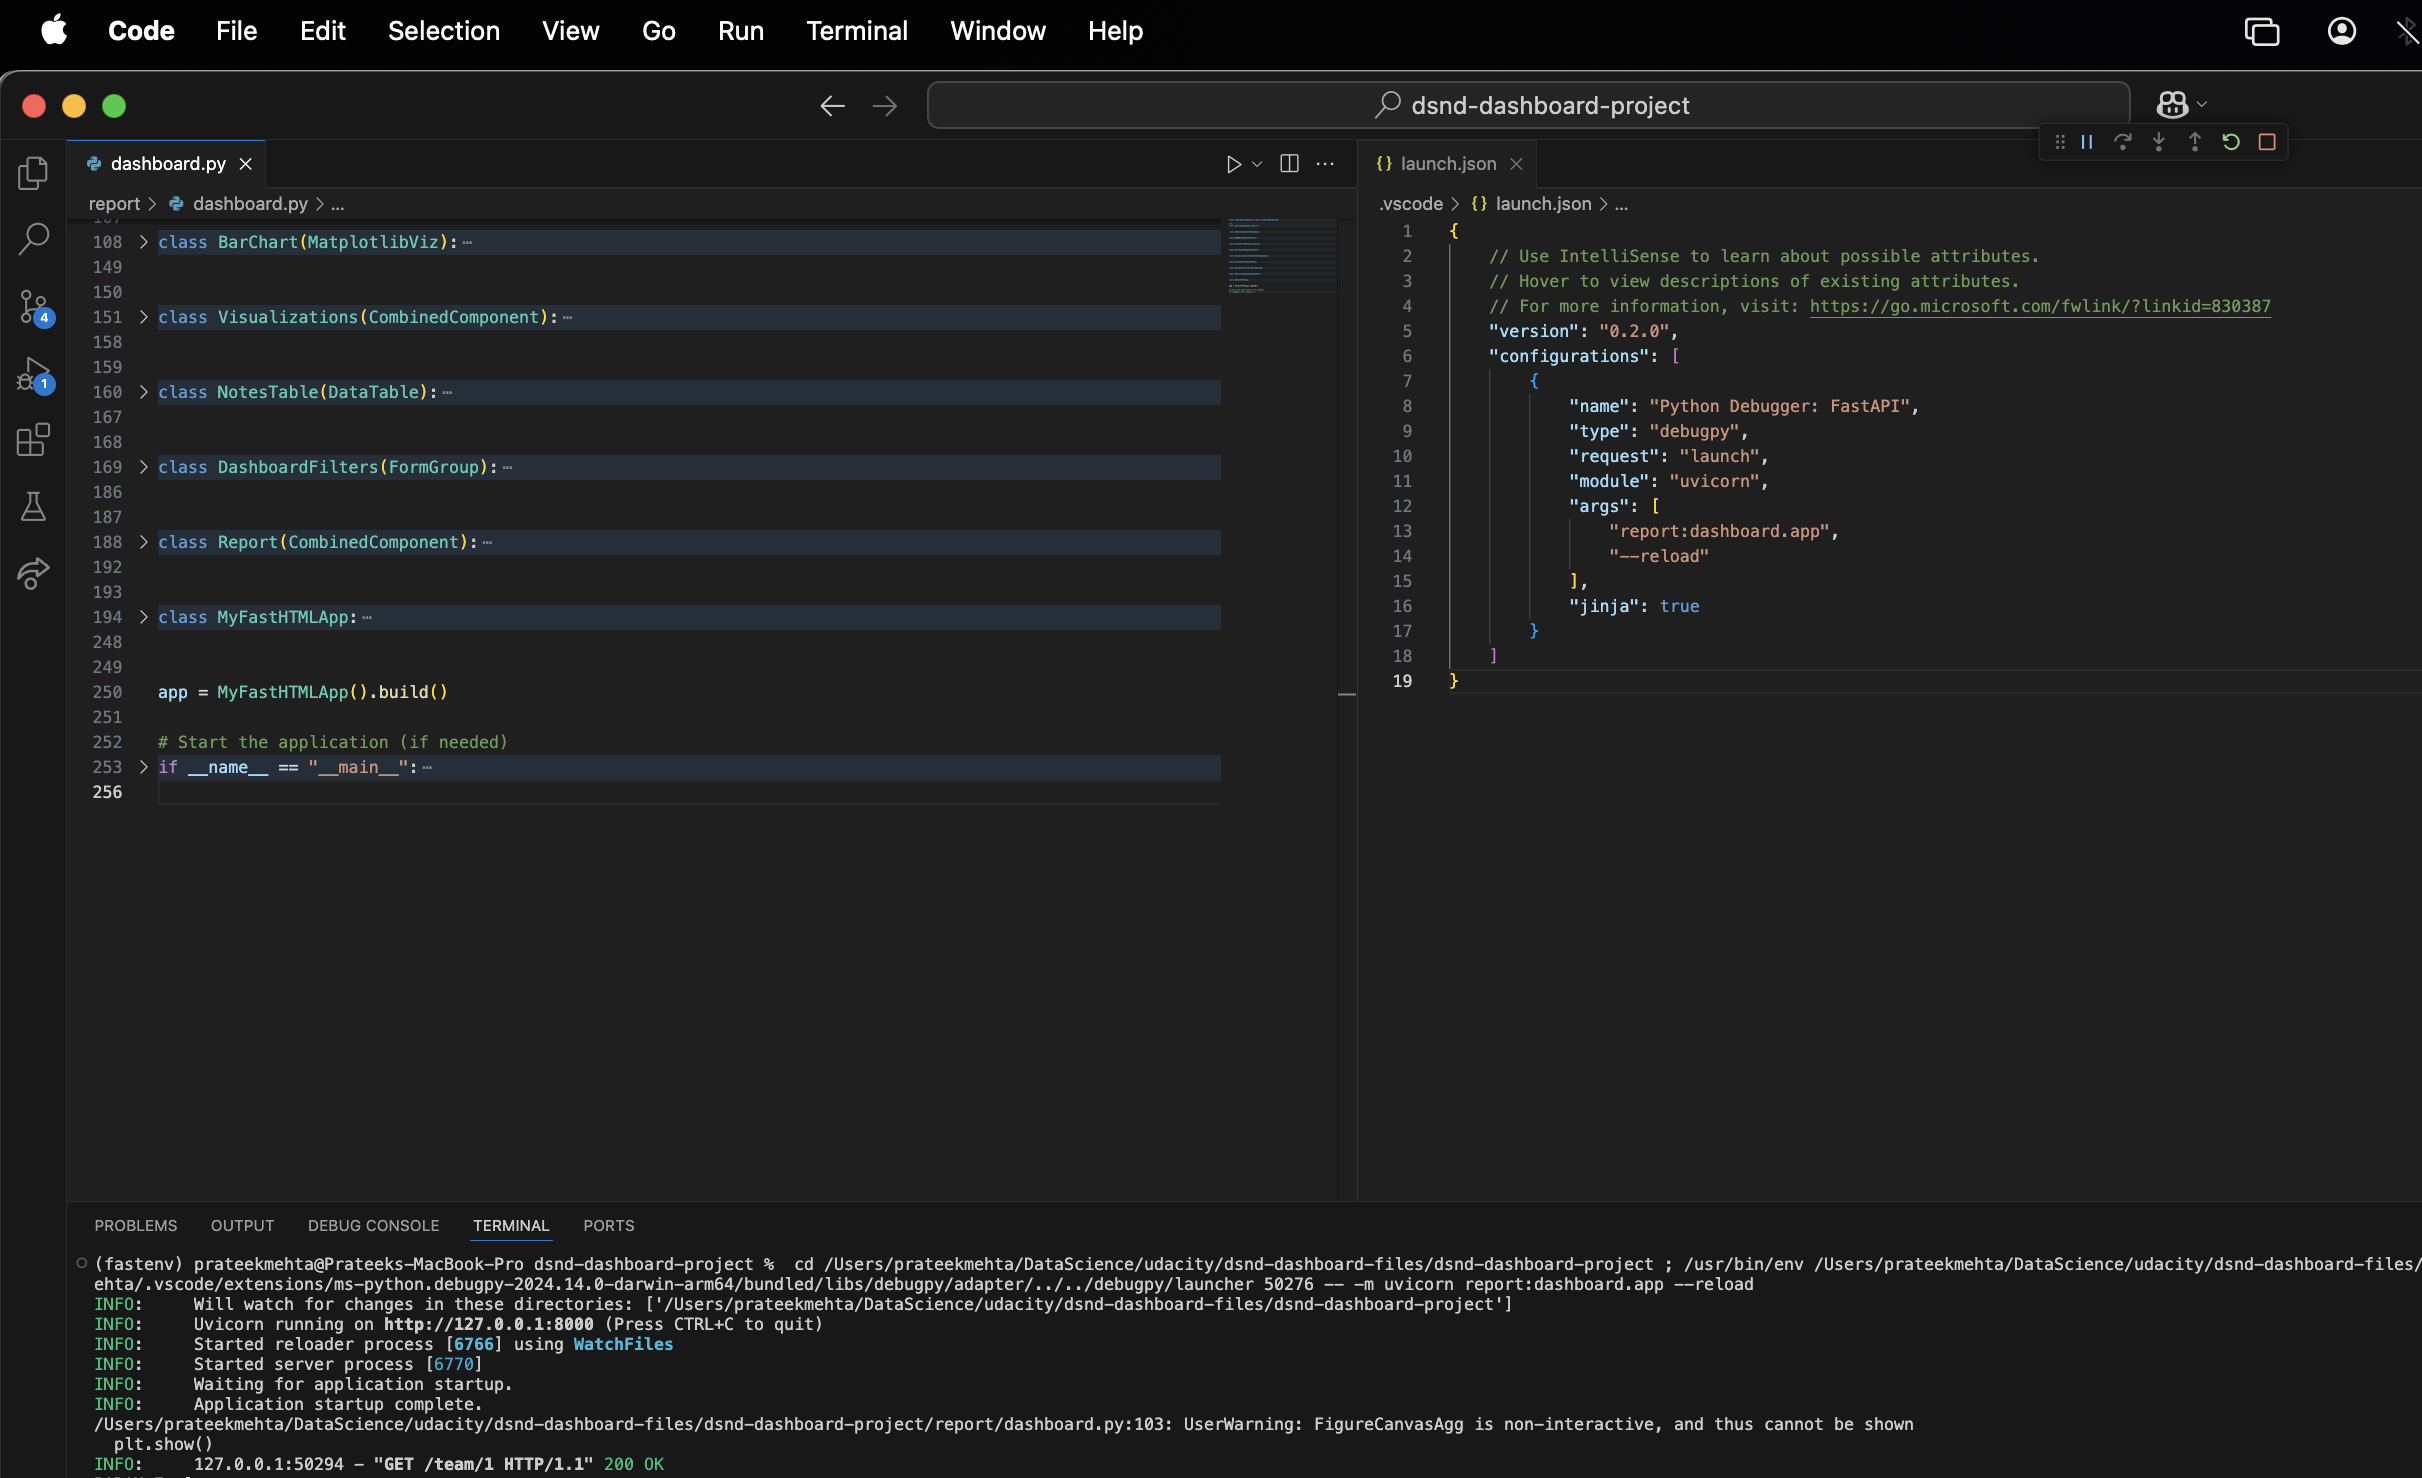 Code File Edit Selection View Go Run Terminal Window Help
dsnd-dashboard-project
dashboard.py
report > dashboard.py > ...
108 class BarChart(MatplotlibViz):
149
150
151 class Visualizations(CombinedComponent):
158
159
160 class NotesTable(DataTable):
167
168
169 class DashboardFilters(FormGroup):
186
187
188 class Report(CombinedComponent):
192
193
194 class MyFastHTMLApp:
248
249
250 app = MyFastHTMLApp().build()
251
252 # Start the application (if needed)
253 if __name__ == "__main__":
256
4
1
{} launch.json
.vscode > {} launch.json > ...
1 {
2 // Use IntelliSense to learn about possible attributes.
3 // Hover to view descriptions of existing attributes.
4 // For more information, visit: https://go.microsoft.com/fwlink/?linkid=830387
5 "version": "0.2.0",
6 "configurations": [
7 {
8 "name": "Python Debugger: FastAPI",
9 "type": "debugpy",
10 "request": "launch",
11 "module": "uvicorn",
12 "args": [
13 "report:dashboard.app",
14 "--reload"
15 ],
16 "jinja": true
17 }
18 ]
19 }
PROBLEMS OUTPUT DEBUG CONSOLE TERMINAL PORTS
(fastenv) prateekmehta@Prateeks-MacBook-Pro dsnd-dashboard-project % cd /Users/prateekmehta/DataScience/udacity/dsnd-dashboard-files/dsnd-dashboard-project ; /usr/bin/env /Users/prateekmehta/DataScience/udacity/dsnd-dashboard-files/
ehta/.vscode/extensions/ms-python.debugpy-2024.14.0-darwin-arm64/bundled/libs/debugpy/adapter/../../debugpy/launcher 50276 -- -m uvicorn report:dashboard.app --reload
INFO: Will watch for changes in these directories: ['/Users/prateekmehta/DataScience/udacity/dsnd-dashboard-files/dsnd-dashboard-project']
INFO: Uvicorn running on http://127.0.0.1:8000 (Press CTRL+C to quit)
INFO: Started reloader process [6766] using WatchFiles
INFO: Started server process [6770]
INFO: Waiting for application startup.
INFO: Application startup complete.
/Users/prateekmehta/DataScience/udacity/dsnd-dashboard-files/dsnd-dashboard-project/report/dashboard.py:103: UserWarning: FigureCanvasAgg is non-interactive, and thus cannot be shown
plt.show()
INFO: 127.0.0.1:50294 - "GET /team/1 HTTP/1.1" 200 OK